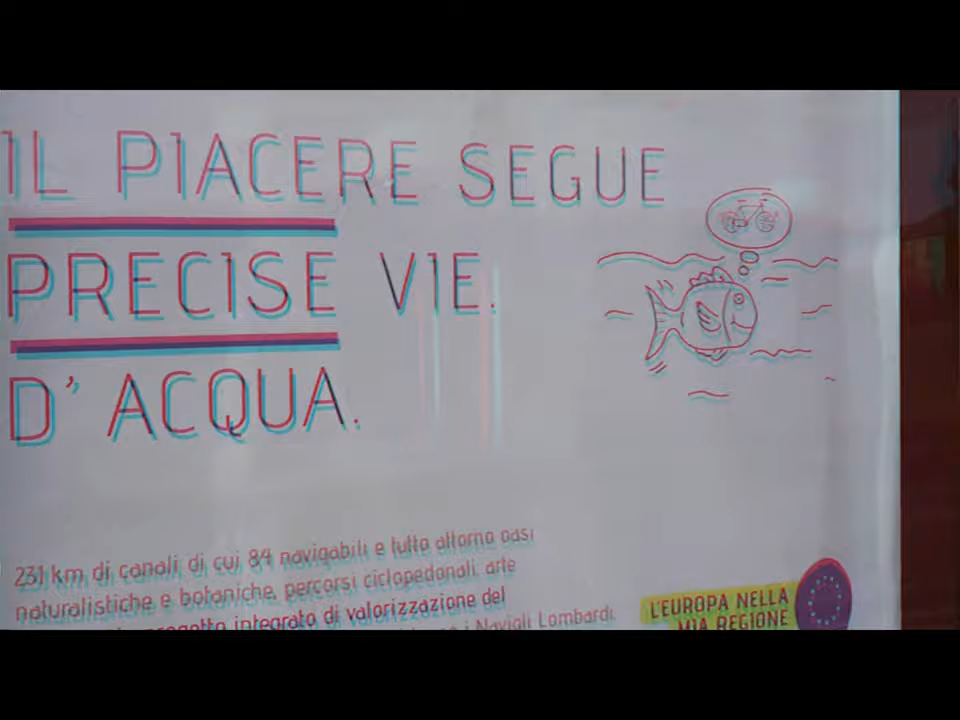 IL PIACERE SEGUE
PRECISE VIE.
D' ACQUA.
231 km di canali di cui 84 navigabili e tutto attorno oasi
naturalistiche e botaniche, percorsi ciclopedonali, arte
progetto integrato di valorizzazione del
i Navigli Lombardi.
L'EUROPA NELLA
MIA REGIONE